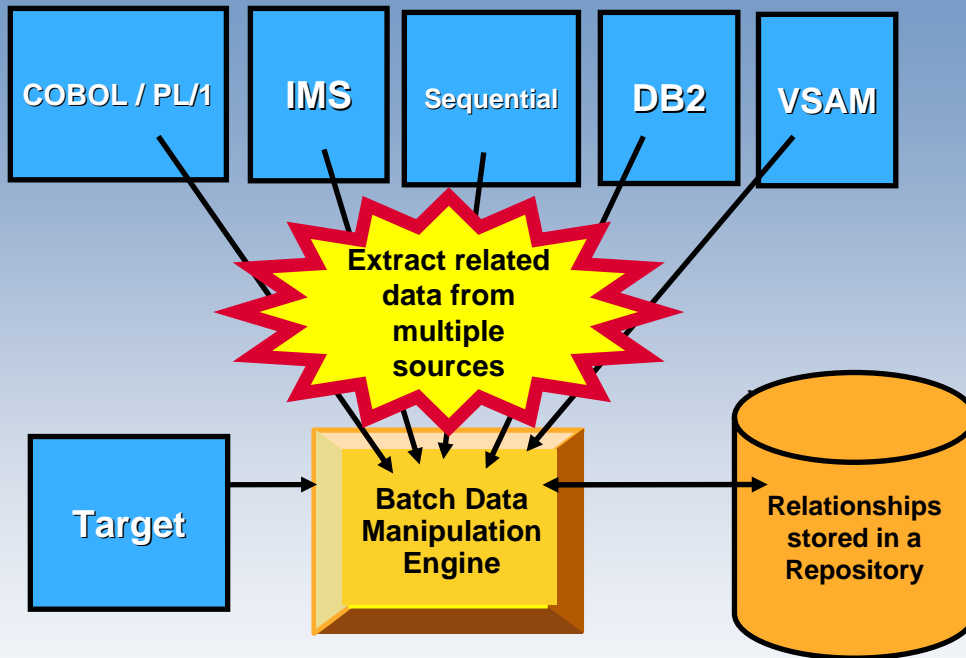 COBOL / PL/1
IMS
Sequential
DB2
VSAM
Extract related
data from
multiple
sources
Target
Batch Data
Manipulation
Engine
Relationships
stored in a
Repository